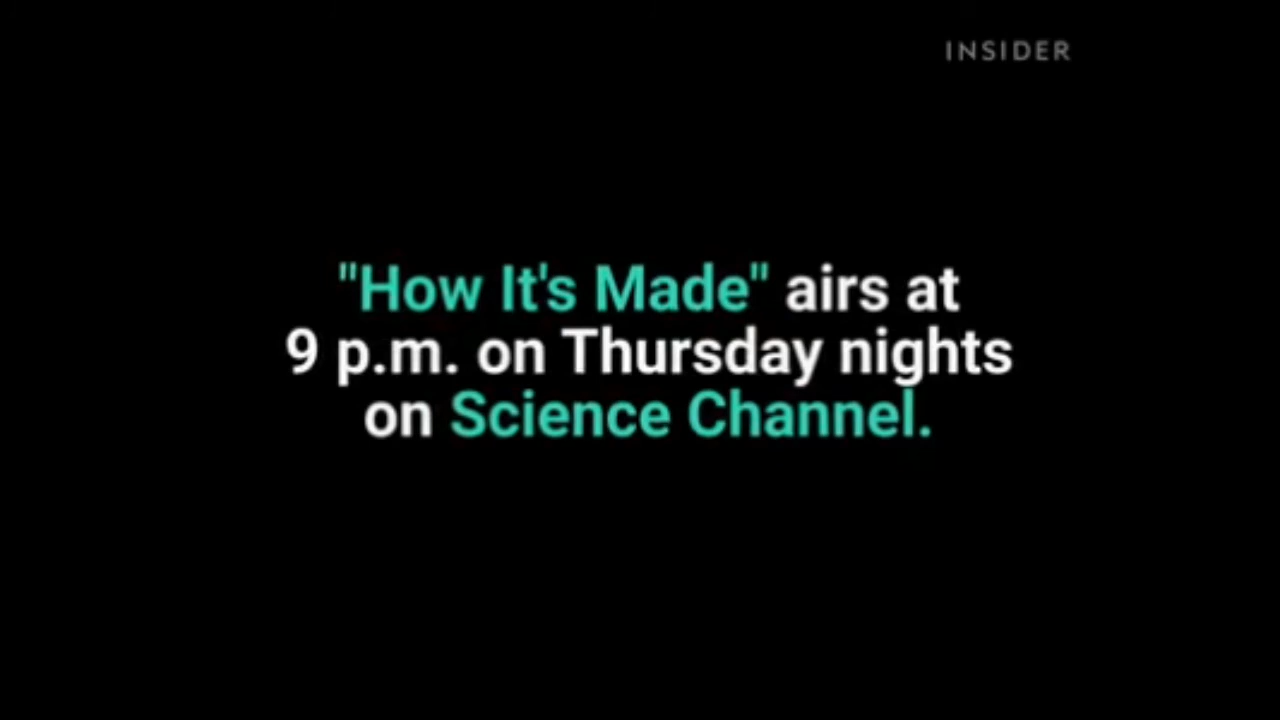 INSIDER
"How It's Made" airs at
9 p.m. on Thursday nights
on Science Channel.